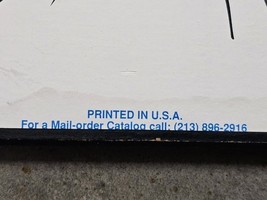 PRINTED IN U.S.A.
For a Mail-order Catalog call: (213) 896-2916